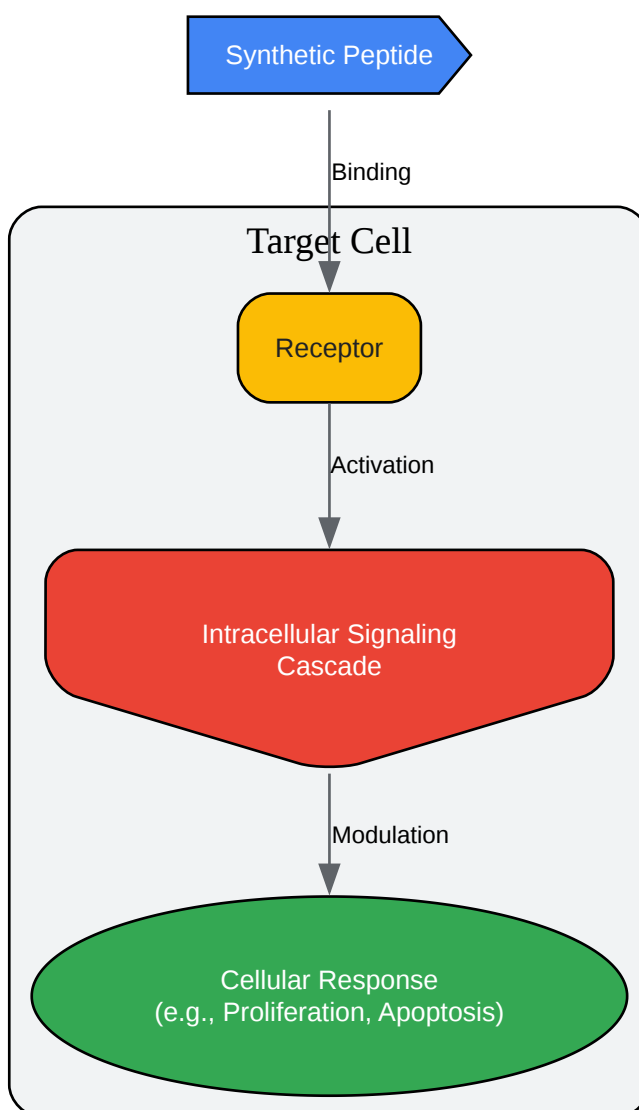 Synthetic Peptide
Binding
Target Cell
Receptor
Activation
Intracellular Signaling
Cascade
Modulation
Cellular Response
(e.g., Proliferation, Apoptosis)